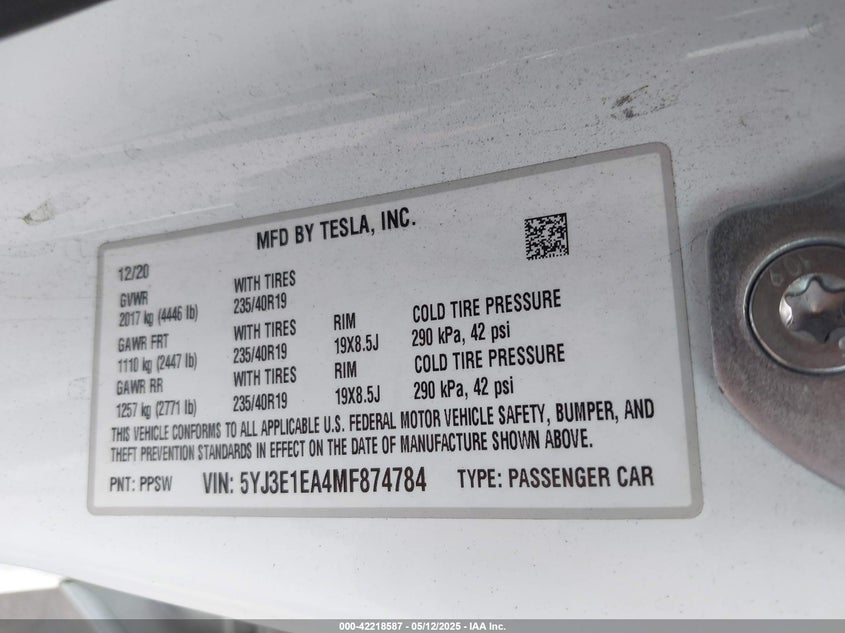 MFD BY TESLA, INC.
12/20
GVWR WITH TIRES
2017 kg (4446 lb) 235/40R19
GAWR FRT WITH TIRES RIM COLD TIRE PRESSURE
1110 kg (2447 lb) 235/40R19 19X8.5J 290 kPa, 42 psi
GAWR RR WITH TIRES RIM COLD TIRE PRESSURE
1257 kg (2771 lb) 235/40R19 19X8.5J 290 kPa, 42 psi
THIS VEHICLE CONFORMS TO ALL APPLICABLE U.S. FEDERAL MOTOR VEHICLE SAFETY, BUMPER, AND
THEFT PREVENTION STANDARDS IN EFFECT ON THE DATE OF MANUFACTURE SHOWN ABOVE.
PNT: PPSW VIN: 5YJ3E1EA4MF874784 TYPE: PASSENGER CAR
000-42218587 - 05/12/2025 - IAA Inc.